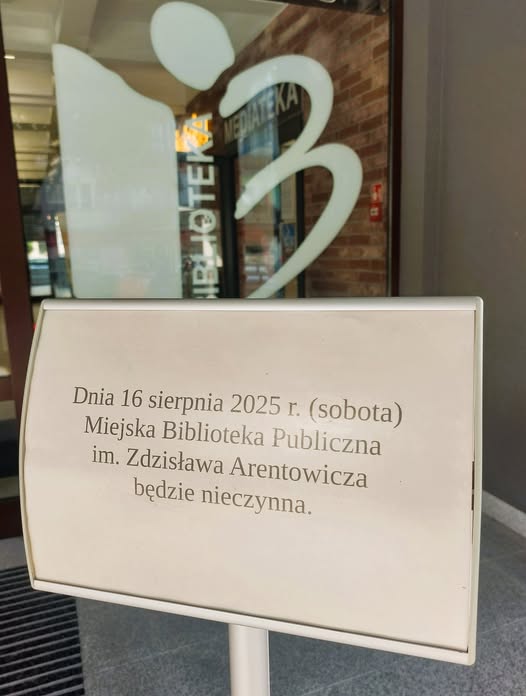 MEDIATEKA
BIBLIOTEKA
Dnia 16 sierpnia 2025 r. (sobota)
Miejska Biblioteka Publiczna
im. Zdzisława Arentowicza
będzie nieczynna.